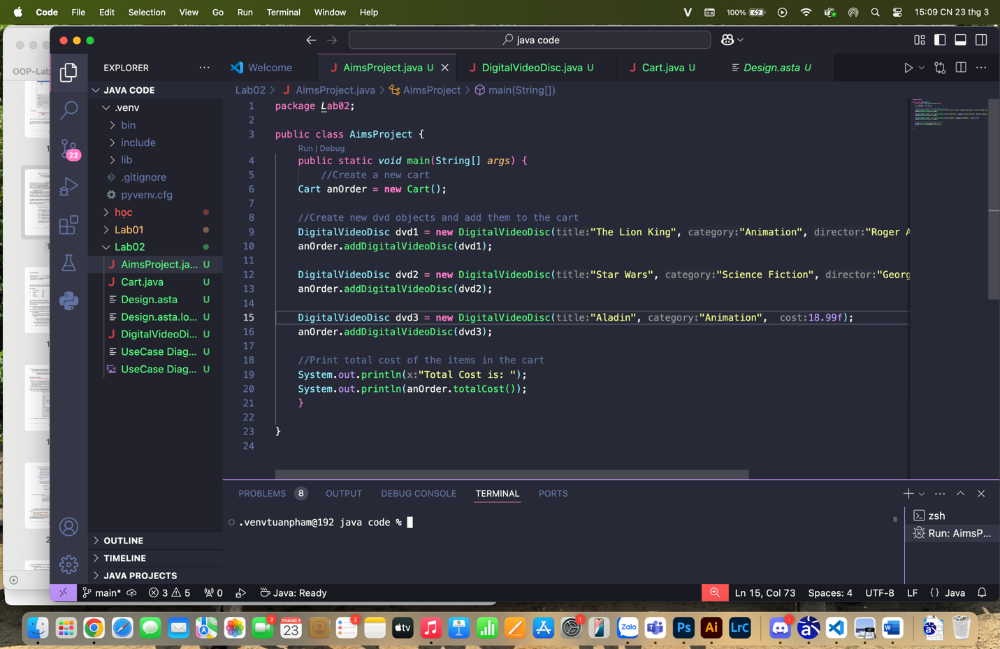 Code File Edit Selection View Go Run Terminal Window Help
V 100% 15:09 CN 23 thg 3
OOP-Lab
java code
EXPLORER
Welcome
AimsProject.java U
DigitalVideoDisc.java U
Cart.java U
Design.asta U
JAVA CODE
.venv
bin
include
lib
.gitignore
pyvenv.cfg
học
Lab01
Lab02
AimsProject.ja... U
Cart.java U
Design.asta U
Design.asta.lo... U
DigitalVideoDi... U
UseCase Diag... U
UseCase Diag... U
OUTLINE
TIMELINE
JAVA PROJECTS
22
Lab02 > AimsProject.java > AimsProject > main(String[])
1 package Lab02;
2
3 public class AimsProject {
Run | Debug
4 public static void main(String[] args) {
5 //Create a new cart
6 Cart anOrder = new Cart();
7
8 //Create new dvd objects and add them to the cart
9 DigitalVideoDisc dvd1 = new DigitalVideoDisc(title:"The Lion King", category:"Animation", director:"Roger A
10 anOrder.addDigitalVideoDisc(dvd1);
11
12 DigitalVideoDisc dvd2 = new DigitalVideoDisc(title:"Star Wars", category:"Science Fiction", director:"Georg
13 anOrder.addDigitalVideoDisc(dvd2);
14
15 DigitalVideoDisc dvd3 = new DigitalVideoDisc(title:"Aladin", category:"Animation", cost:18.99f);
16 anOrder.addDigitalVideoDisc(dvd3);
17
18 //Print total cost of the items in the cart
19 System.out.println(x:"Total Cost is: ");
20 System.out.println(anOrder.totalCost());
21 }
22
23 }
24
PROBLEMS 8 OUTPUT DEBUG CONSOLE TERMINAL PORTS
.venvtuanpham@192 java code %
zsh
Run: AimsP...
main* 3 5 0 Java: Ready
Ln 15, Col 73 Spaces: 4 UTF-8 LF {} Java
3 THÁNG 3 23 2 tv 1 Zalo Ps Ai LrC W